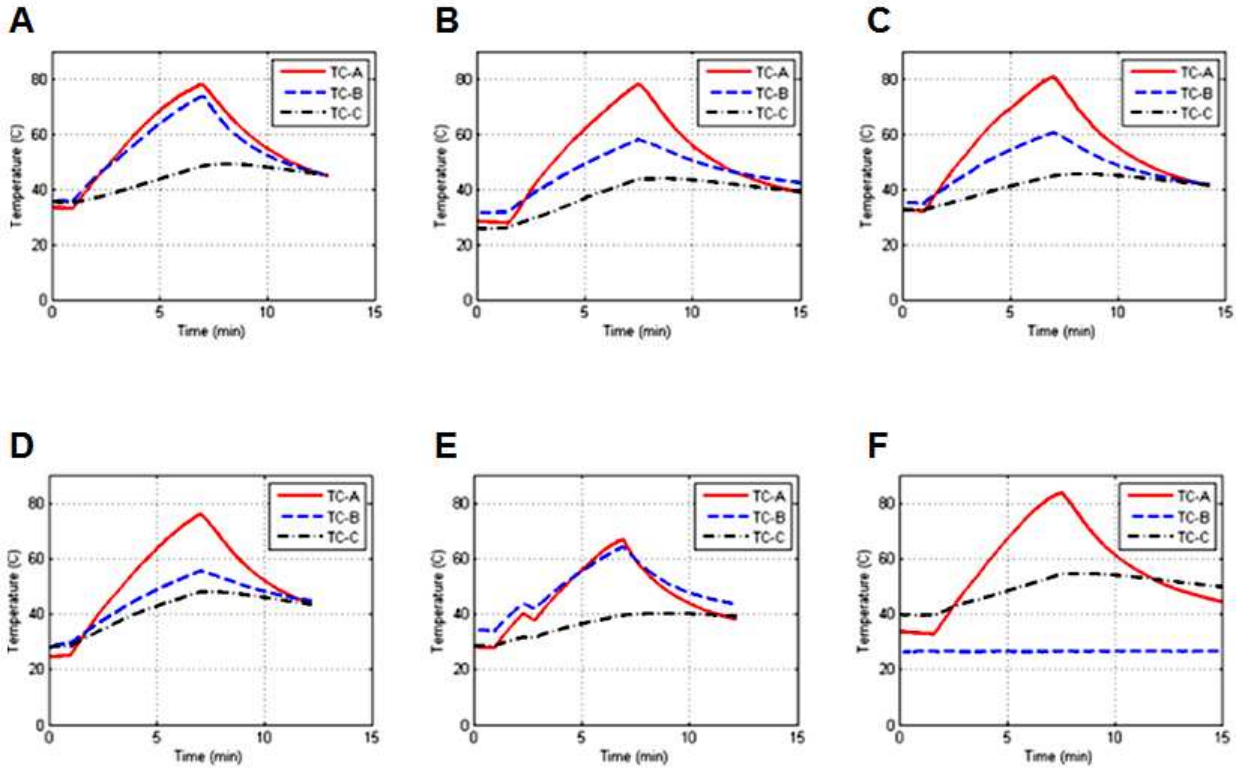 A
B
C
80
60
40
20
0
Temperature (C)
TC-A
TC-B
TC-C
0 5 10 15
Time (min)
80
60
40
20
0
Temperature (C)
TC-A
TC-B
TC-C
0 5 10 15
Time (min)
80
60
40
20
0
Temperature (C)
TC-A
TC-B
TC-C
0 5 10 15
Time (min)
D
E
F
80
60
40
20
0
Temperature (C)
TC-A
TC-B
TC-C
0 5 10 15
Time (min)
80
60
40
20
0
Temperature (C)
TC-A
TC-B
TC-C
0 5 10 15
Time (min)
80
60
40
20
0
Temperature (C)
TC-A
TC-B
TC-C
0 5 10 15
Time (min)